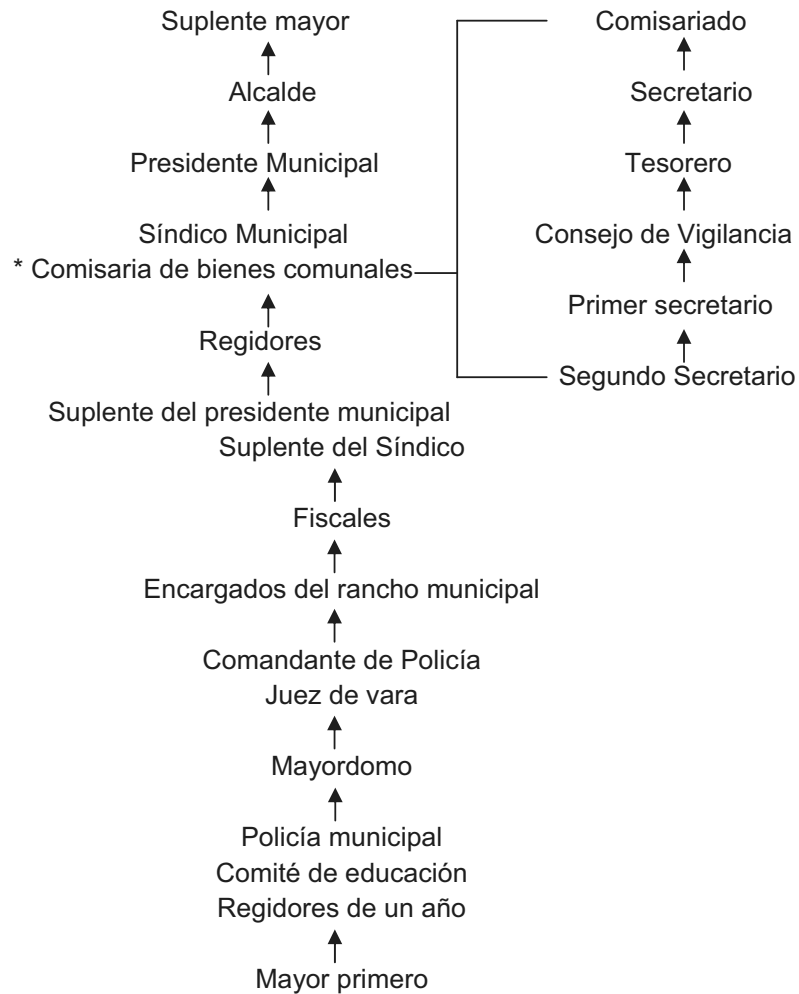 Suplente mayor
Alcalde
Presidente Municipal
Síndico Municipal
* Comisaria de bienes comunales
Regidores
Suplente del presidente municipal
Suplente del Síndico
Fiscales
Encargados del rancho municipal
Comandante de Policía
Juez de vara
Mayordomo
Policía municipal
Comité de educación
Regidores de un año
Mayor primero
Comisariado
Secretario
Tesorero
Consejo de Vigilancia
Primer secretario
Segundo Secretario